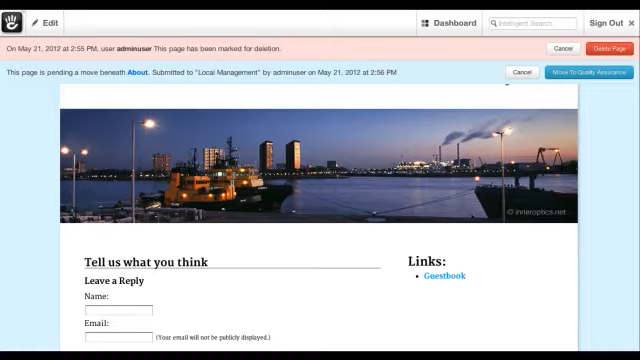 Edit
Dashboard
Intelligent Search
Sign Out
On May 21, 2012 at 2:55 PM, user adminuser This page has been marked for deletion.
Cancel
Delete Page
This page is pending a move beneath About. Submitted to "Local Management" by adminuser on May 21, 2012 at 2:56 PM
Cancel
Move To Quality Assurance
© inneroptics.net
Tell us what you think
Links:
Guestbook
Leave a Reply
Name:
Email:
(Your email will not be publicly displayed.)